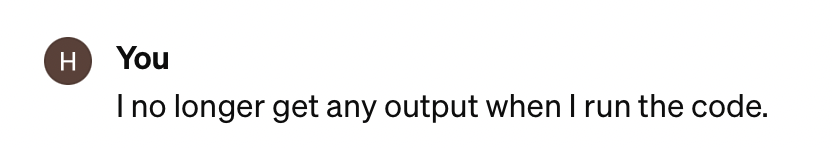 H
You
I no longer get any output when I run the code.